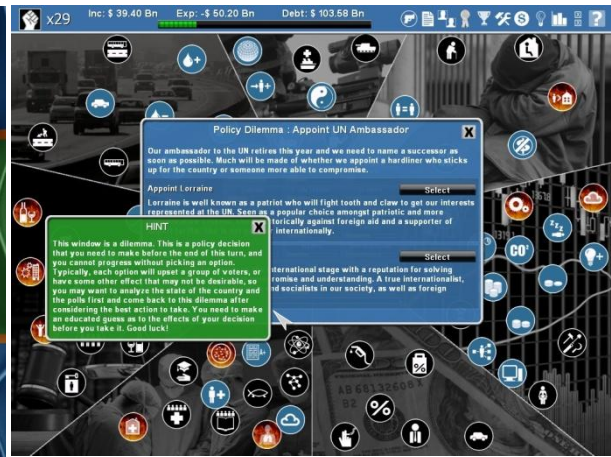 x29
Inc: $ 39.40 Bn
Exp: -$ 50.20 Bn
Debt: $ 103.58 Bn
Policy Dilemma : Appoint UN Ambassador
X
Our ambassador to the UN retires this year and we need to name a successor as
soon as possible. Much will be made of whether we appoint a hardliner who sticks
up for the country or someone more able to compromise.
Appoint Lorraine
Select
Lorraine is well known as a patriot who will fight tooth and claw to get our interests
represented at the UN. Seen as a popular choice amongst patriotic and more
torically against foreign aid and a supporter of
internationally.
Select
international stage with a reputation for solving
romise and understanding. A true internationalist,
nd socialists in our society, as well as foreign
HINT
X
This window is a dilemma. This is a policy decision
that you need to make before the end of this turn, and
you cannot progress without picking an option.
Typically, each option will upset a group of voters, or
have some other effect that may not be desirable, so
you may want to analyze the state of the country and
the polls first and come back to this dilemma after
considering the best action to take. You need to make
an educated guess as to the effects of your decision
before you take it. Good luck!
CO²
AB 68132608
B2